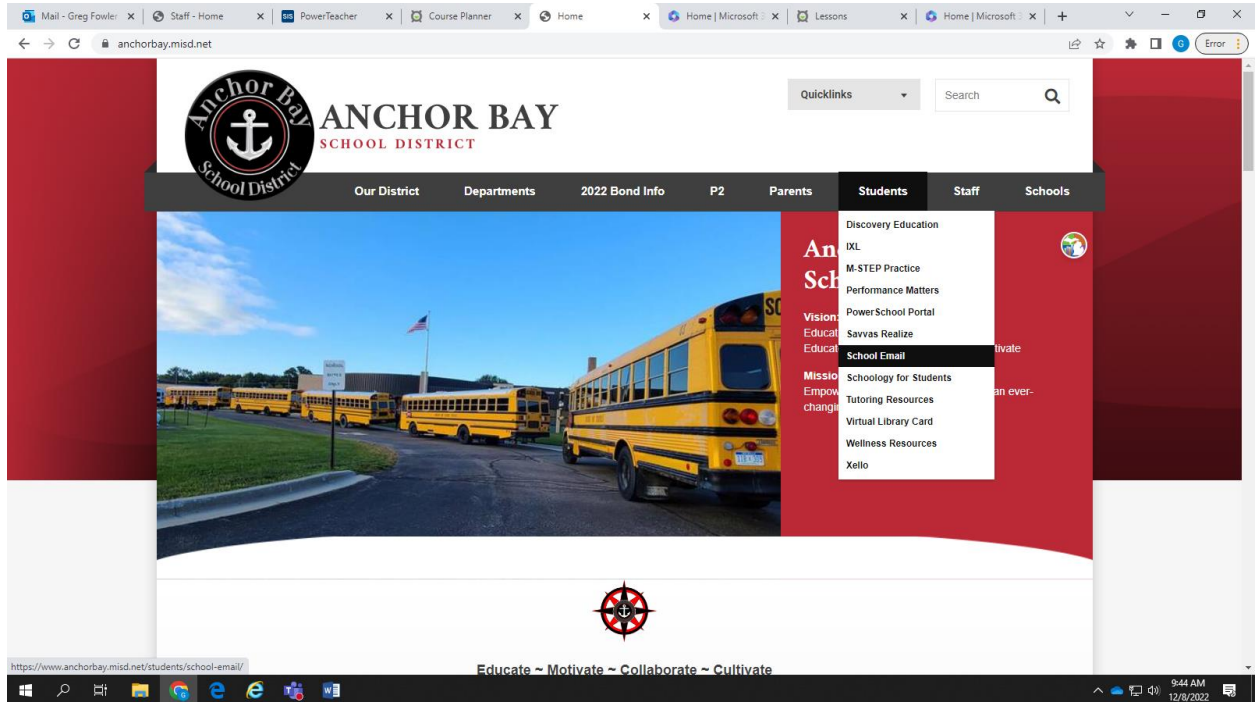 Mail - Greg Fowler
Staff - Home
PowerTeacher
Course Planner
Home
Home | Microsoft
Lessons
Home | Microsoft
anchorbay.misd.net
G
Error
Anchor Bay
School District
ANCHOR BAY
SCHOOL DISTRICT
Quicklinks
Search
Our District
Departments
2022 Bond Info
P2
Parents
Students
Staff
Schools
Discovery Education
IXL
M-STEP Practice
Performance Matters
PowerSchool Portal
Savvas Realize
School Email
Schoology for Students
Tutoring Resources
Virtual Library Card
Wellness Resources
Xello
An
Sch
Vision:
Educat
Educat tivate
Missio
Empow an ever-
changi
Educate ~ Motivate ~ Collaborate ~ Cultivate
https://www.anchorbay.misd.net/students/school-email/
9:44 AM
12/8/2022